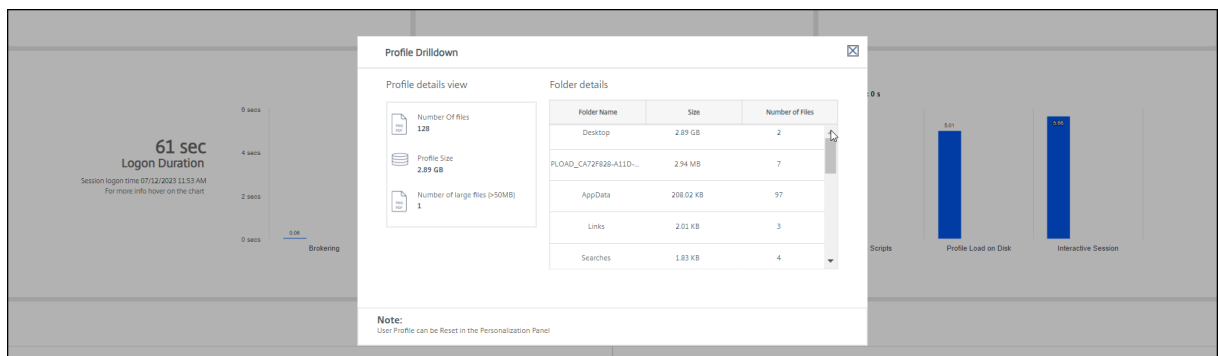 Profile Drilldown
Profile details view
Number Of files
128
Profile Size
2.89 GB
Number of large files (>50MB)
1
Folder details
Folder Name Size Number of Files
Desktop 2.89 GB 2
PLOAD_CA72F828-A11D-... 2.94 MB 7
AppData 208.02 KB 97
Links 2.01 KB 3
Searches 1.83 KB 4
Note:
User Profile can be Reset in the Personalization Panel
61 sec
Logon Duration
Session logon time 07/12/2023 11:53 AM
For more info hover on the chart
6 secs
4 secs
2 secs
0 secs
0.06
Brokering
: 0 s
5.01
Scripts
Profile Load on Disk
Interactive Session